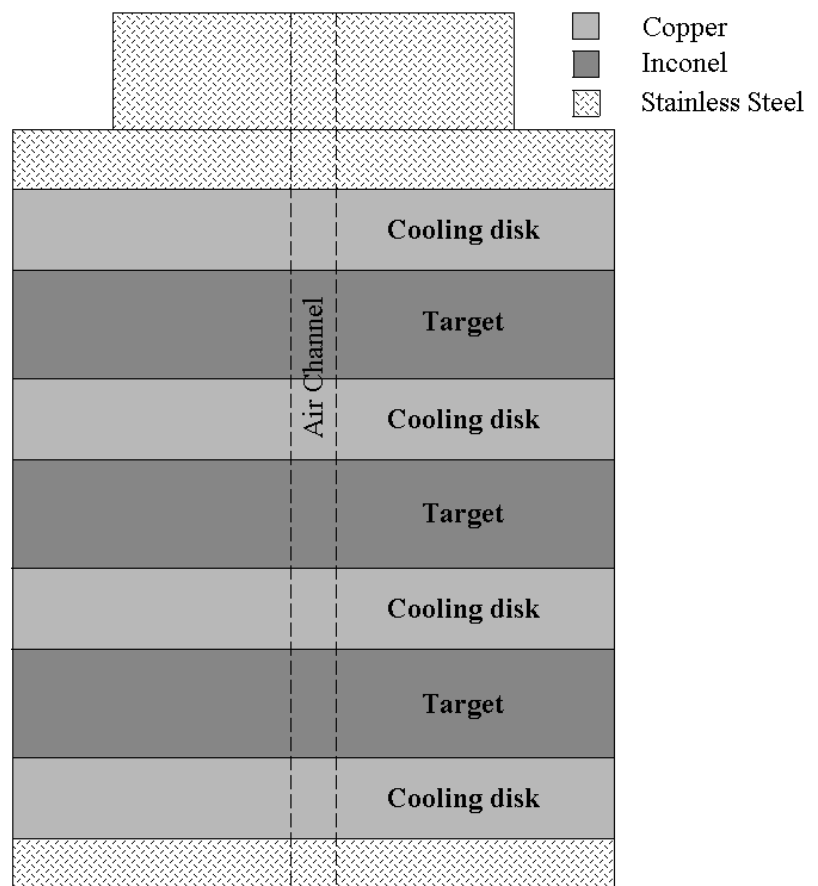 Copper
Inconel
Stainless Steel
Cooling disk
Target
Air Channel
Cooling disk
Target
Cooling disk
Target
Cooling disk